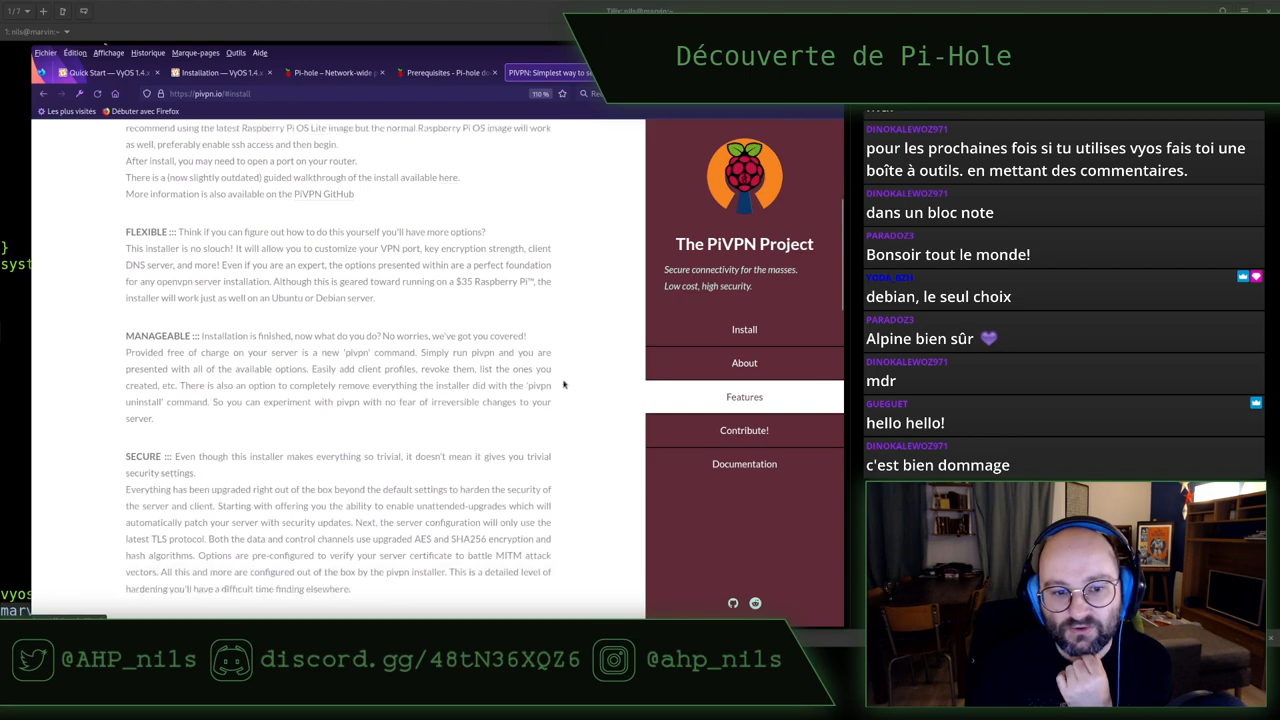 1/7
Tilix: nils@marvin:~
1: nils@marvin:~
Fichier Édition Affichage Historique Marque-pages Outils Aide
Quick Start — VyOS 1.4.x
Installation — VyOS 1.4.x
Pi-hole – Network-wide
Prerequisites - Pi-hole do
PIVPN: Simplest way to se
https://pivpn.io/#install
110 %
Les plus visités Débuter avec Firefox
Découverte de Pi-Hole
recommend using the latest Raspberry Pi OS Lite image but the normal Raspberry Pi OS image will work
as well, preferably enable ssh access and then begin.
After install, you may need to open a port on your router.
There is a (now slightly outdated) guided walkthrough of the install available here.
More information is also available on the PiVPN GitHub
FLEXIBLE ::: Think if you can figure out how to do this yourself you'll have more options?
This installer is no slouch! It will allow you to customize your VPN port, key encryption strength, client
DNS server, and more! Even if you are an expert, the options presented within are a perfect foundation
for any openvpn server installation. Although this is geared toward running on a $35 Raspberry Pi™, the
installer will work just as well on an Ubuntu or Debian server.
MANAGEABLE ::: Installation is finished, now what do you do? No worries, we've got you covered!
Provided free of charge on your server is a new 'pivpn' command. Simply run pivpn and you are
presented with all of the available options. Easily add client profiles, revoke them, list the ones you
created, etc. There is also an option to completely remove everything the installer did with the 'pivpn
uninstall' command. So you can experiment with pivpn with no fear of irreversible changes to your
server.
SECURE ::: Even though this installer makes everything so trivial, it doesn't mean it gives you trivial
security settings.
Everything has been upgraded right out of the box beyond the default settings to harden the security of
the server and client. Starting with offering you the ability to enable unattended-upgrades which will
automatically patch your server with security updates. Next, the server configuration will only use the
latest TLS protocol. Both the data and control channels use upgraded AES and SHA256 encryption and
hash algorithms. Options are pre-configured to verify your server certificate to battle MITM attack
vectors. All this and more are configured out of the box by the pivpn installer. This is a detailed level of
hardening you'll have a difficult time finding elsewhere.
The PiVPN Project
Secure connectivity for the masses.
Low cost, high security.
Install
About
Features
Contribute!
Documentation
}
syst
vyos
marv
DINOKALEWOZ971
pour les prochaines fois si tu utilises vyos fais toi une
boîte à outils. en mettant des commentaires.
DINOKALEWOZ971
dans un bloc note
PARADOZ3
Bonsoir tout le monde!
YODA_BZH
debian, le seul choix
PARADOZ3
Alpine bien sûr 💜
DINOKALEWOZ971
mdr
GUEGUET
hello hello!
DINOKALEWOZ971
c'est bien dommage
@AHP_nils
discord.gg/48tN36XQZ6
@ahp_nils